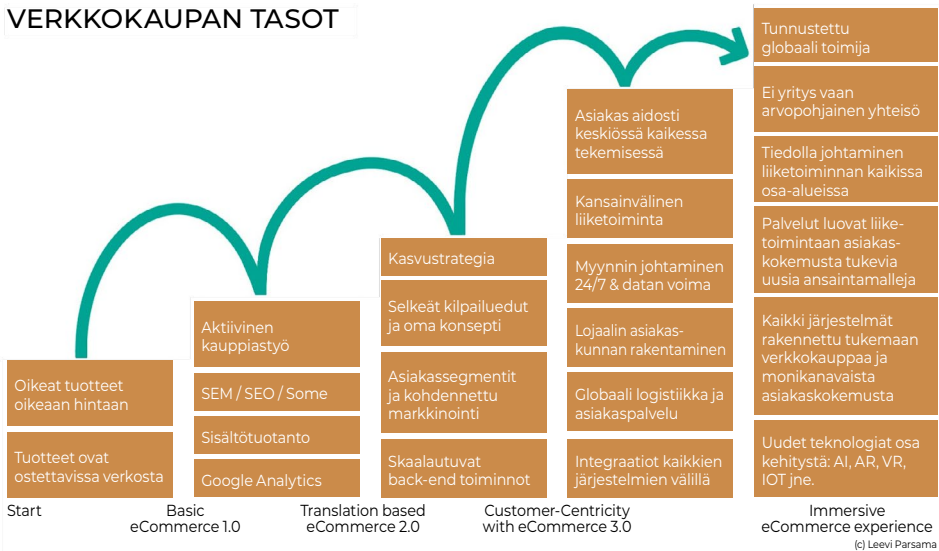 VERKKOKAUPAN TASOT
Oikeat tuotteet
oikeaan hintaan
Tuotteet ovat
ostettavissa verkosta
Start
Aktiivinen
kauppiastyö
SEM / SEO / Some
Sisältötuotanto
Google Analytics
Basic
eCommerce 1.0
Kasvustrategia
Selkeät kilpailuedut
ja oma konsepti
Asiakassegmentit
ja kohdennettu
markkinointi
Skaalautuvat
back-end toiminnot
Translation based
eCommerce 2.0
Asiakas aidosti
keskiössä kaikessa
tekemisessä
Kansainvälinen
liiketoiminta
Myynnin johtaminen
24/7 & datan voima
Lojaalin asiakas-
kunnan rakentaminen
Globaali logistiikka ja
asiakaspalvelu
Integraatiot kaikkien
järjestelmien välillä
Customer-Centricity
with eCommerce 3.0
Tunnustettu
globaali toimija
Ei yritys vaan
arvopohjainen yhteisö
Tiedolla johtaminen
liiketoiminnan kaikissa
osa-alueissa
Palvelut luovat liike-
toimintaan asiakas-
kokemusta tukevia
uusia ansaintamalleja
Kaikki järjestelmät
rakennettu tukemaan
verkkokauppaa ja
monikanavaista
asiakaskokemusta
Uudet teknologiat osa
kehitystä: AI, AR, VR,
IOT jne.
Immersive
eCommerce experience
(c) Leevi Parsama